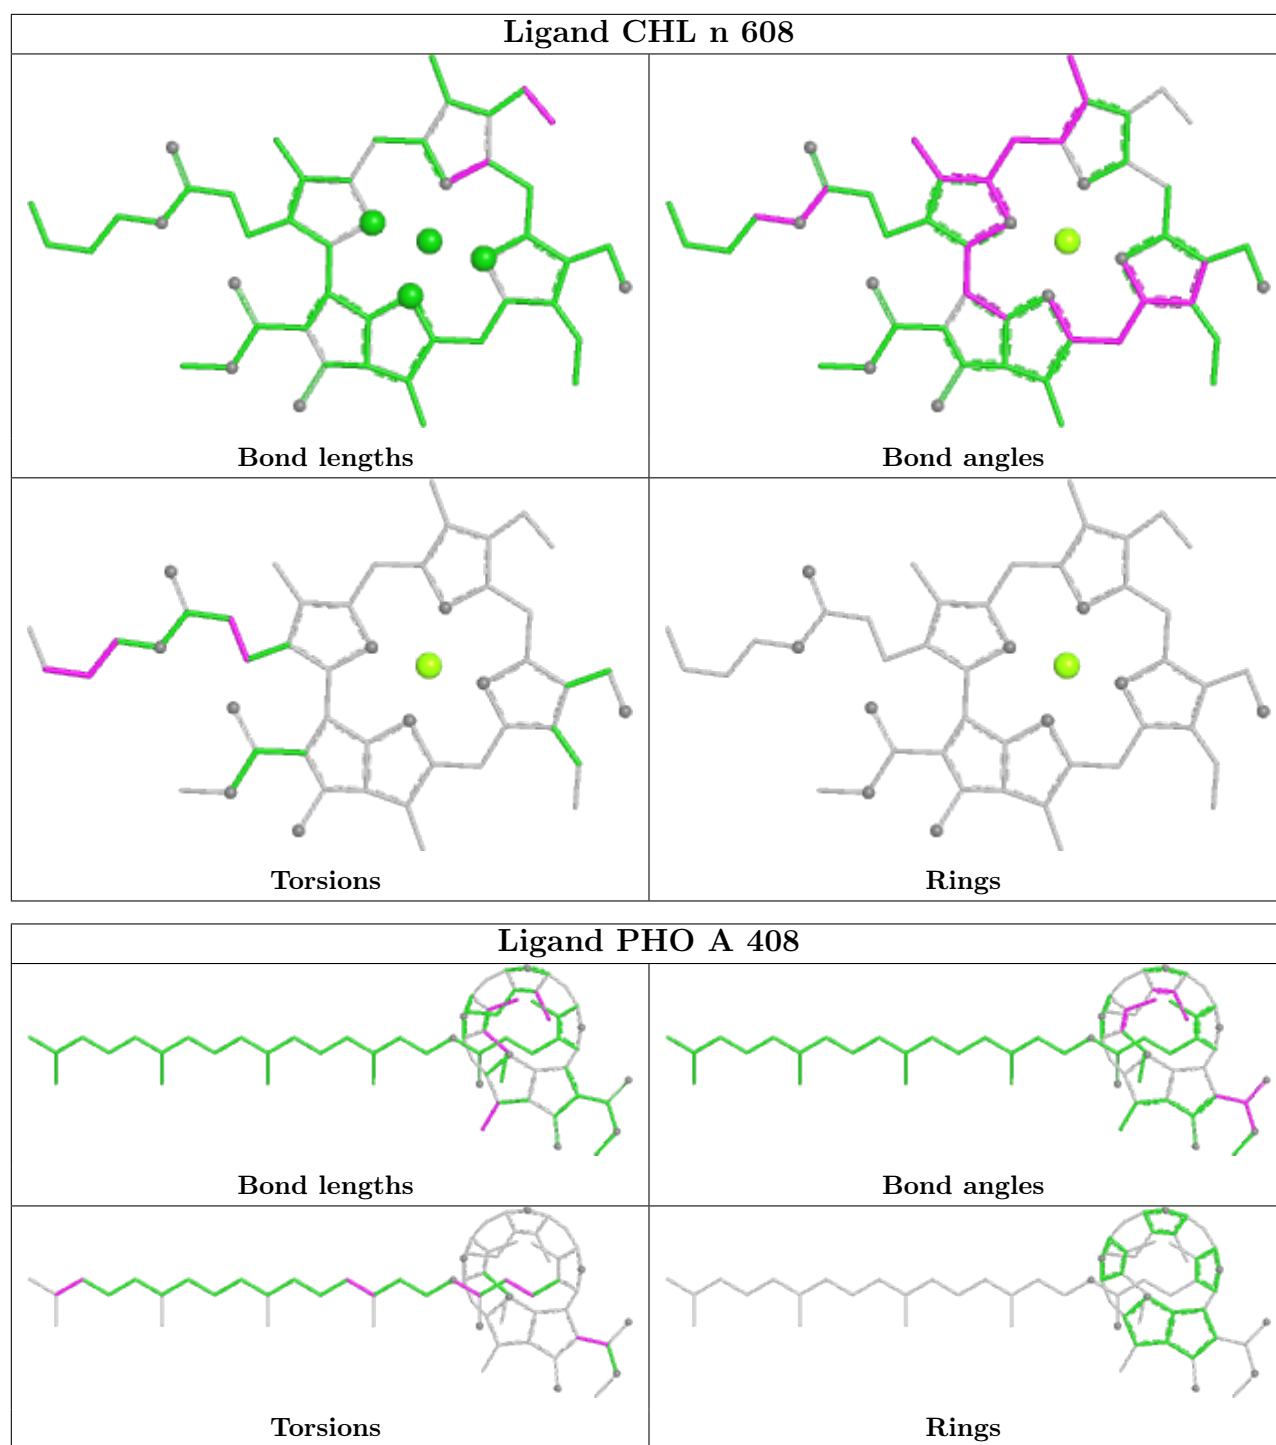 Ligand CHL n 608
Bond lengths
Bond angles
Torsions
Rings
Ligand PHO A 408
Bond lengths
Bond angles
Torsions
Rings